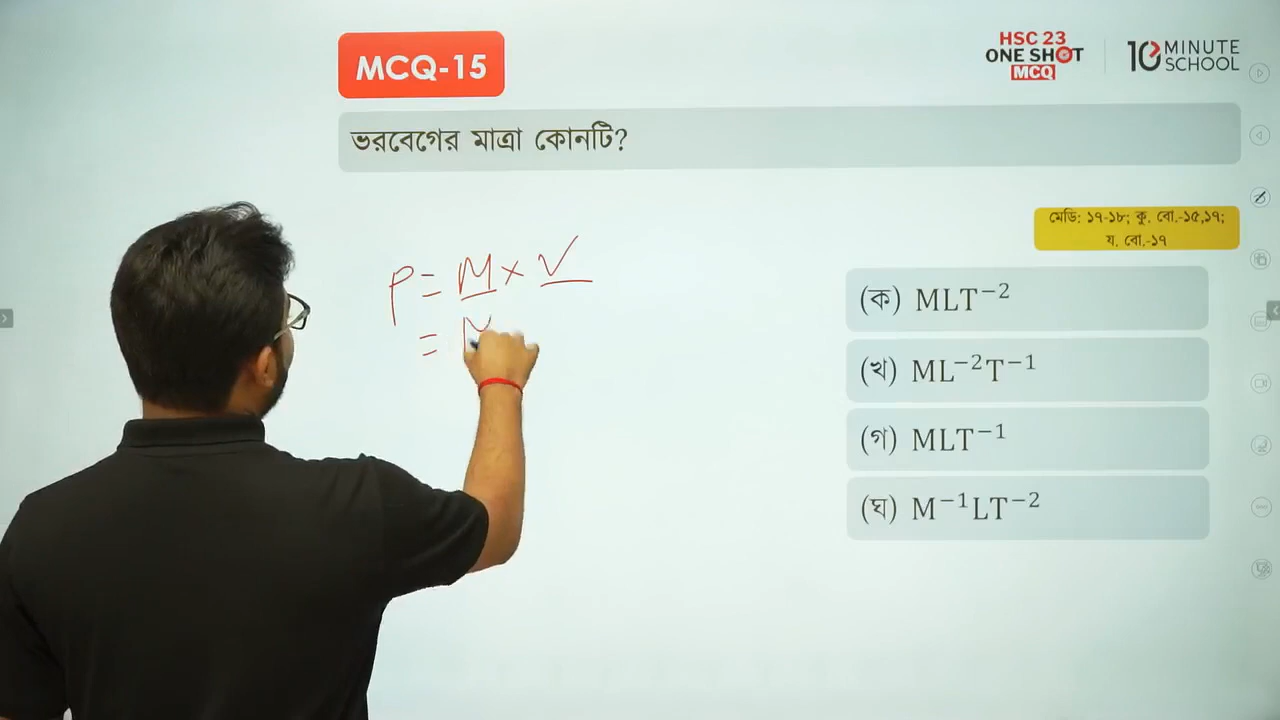 MCQ-15
HSC 23
ONE SHOT
MCQ
10 MINUTE
SCHOOL
ভরবেগের মাত্রা কোনটি?
মেডি: ১৭-১৮; কু. বো.-১৫,১৭;
য. বো.-১৭
P = M × V
= M
(ক) MLT⁻²
(খ) ML⁻²T⁻¹
(গ) MLT⁻¹
(ঘ) M⁻¹LT⁻²